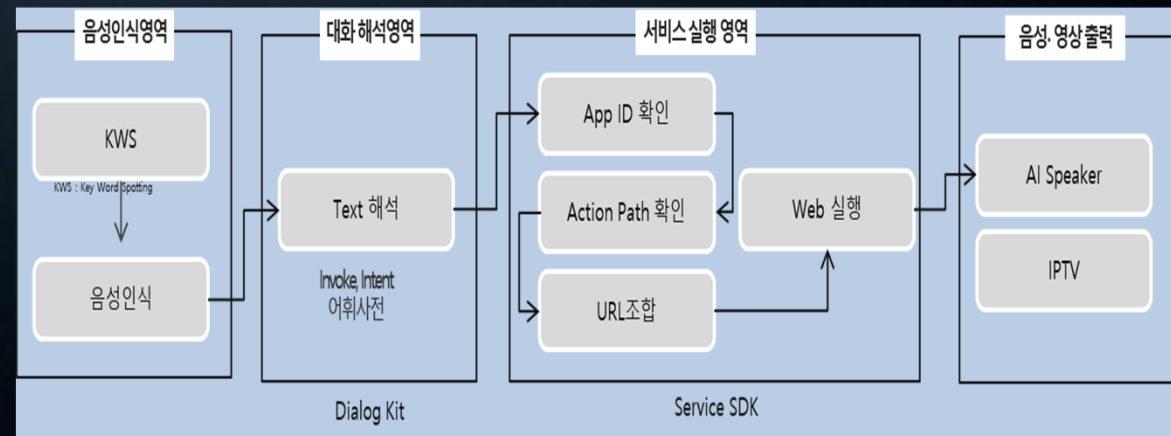 음성인식영역
KWS
KWS : Key Word Spotting
음성인식
대화 해석영역
Text 해석
Invoke, Intent
어휘사전
Dialog Kit
서비스 실행 영역
App ID 확인
Action Path 확인
URL조합
Web 실행
Service SDK
음성· 영상 출력
AI Speaker
IPTV